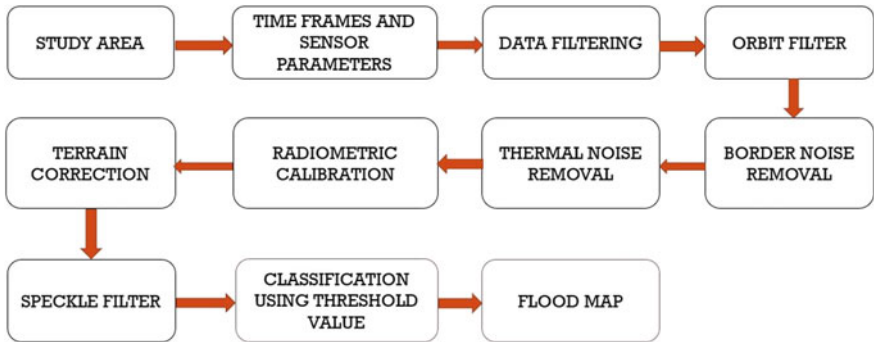 STUDY AREA
TIME FRAMES AND
SENSOR
PARAMETERS
DATA FILTERING
ORBIT FILTER
BORDER NOISE
REMOVAL
THERMAL NOISE
REMOVAL
RADIOMETRIC
CALIBRATION
TERRAIN
CORRECTION
SPECKLE FILTER
CLASSIFICATION
USING THRESHOLD
VALUE
FLOOD MAP